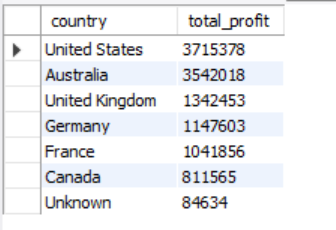 country total_profit
United States 3715378
Australia 3542018
United Kingdom 1342453
Germany 1147603
France 1041856
Canada 811565
Unknown 84634